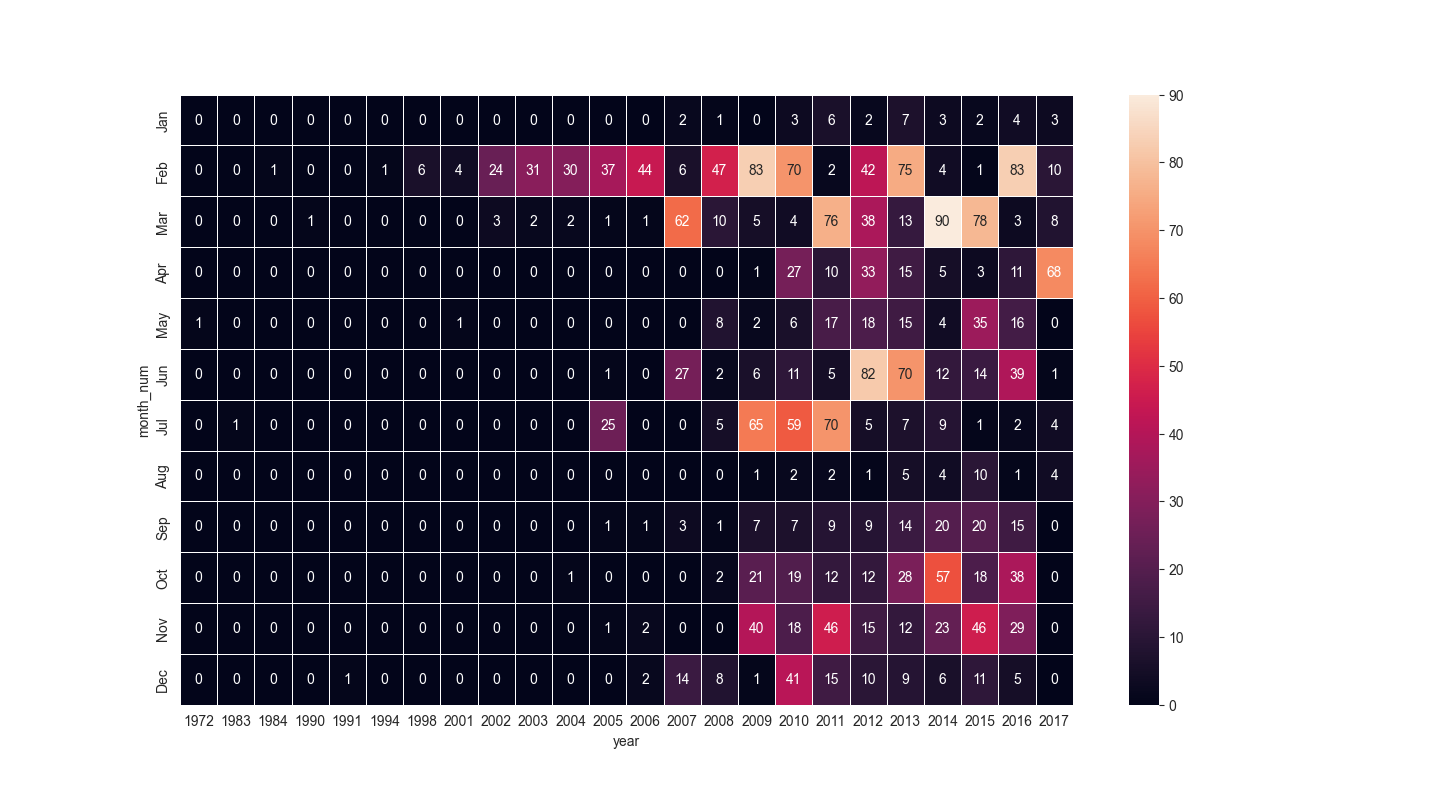 Jan 0 0 0 0 0 0 0 0 0 0 0 0 0 2 1 0 3 6 2 7 3 2 4 3
Feb 0 0 1 0 0 1 6 4 24 31 30 37 44 6 47 83 70 2 42 75 4 1 83 10
Mar 0 0 0 1 0 0 0 0 3 2 2 1 1 62 10 5 4 76 38 13 90 78 3 8
Apr 0 0 0 0 0 0 0 0 0 0 0 0 0 0 0 1 27 10 33 15 5 3 11 68
May 1 0 0 0 0 0 0 1 0 0 0 0 0 0 8 2 6 17 18 15 4 35 16 0
Jun 0 0 0 0 0 0 0 0 0 0 0 1 0 27 2 6 11 5 82 70 12 14 39 1
Jul 0 1 0 0 0 0 0 0 0 0 0 25 0 0 5 65 59 70 5 7 9 1 2 4
Aug 0 0 0 0 0 0 0 0 0 0 0 0 0 0 0 1 2 2 1 5 4 10 1 4
Sep 0 0 0 0 0 0 0 0 0 0 0 1 1 3 1 7 7 9 9 14 20 20 15 0
Oct 0 0 0 0 0 0 0 0 0 0 1 0 0 0 2 21 19 12 12 28 57 18 38 0
Nov 0 0 0 0 0 0 0 0 0 0 0 1 2 0 0 40 18 46 15 12 23 46 29 0
Dec 0 0 0 0 1 0 0 0 0 0 0 0 2 14 8 1 41 15 10 9 6 11 5 0
1972 1983 1984 1990 1991 1994 1998 2001 2002 2003 2004 2005 2006 2007 2008 2009 2010 2011 2012 2013 2014 2015 2016 2017
year
month_num
90
80
70
60
50
40
30
20
10
0